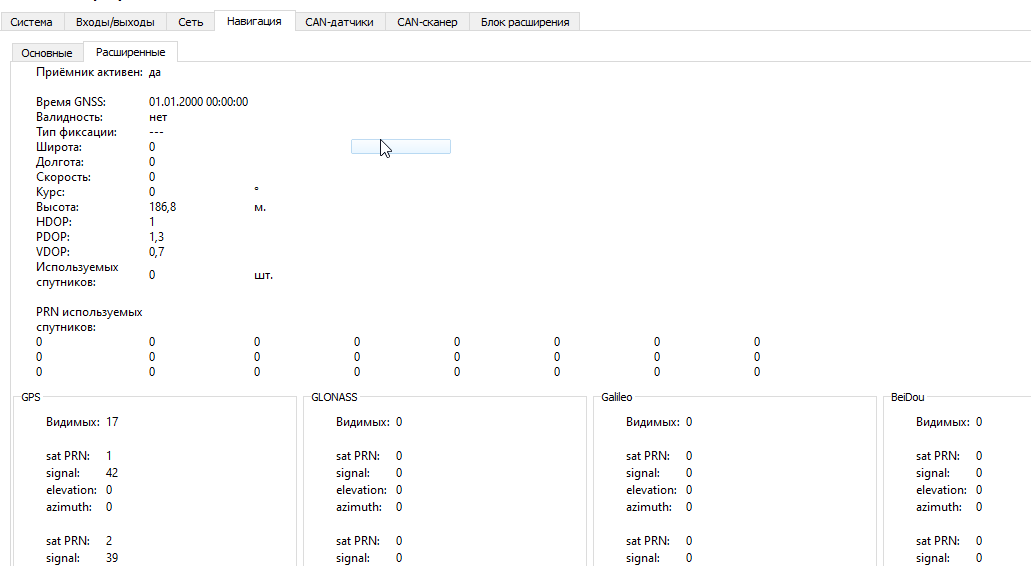 Система Входы/выходы Сеть Навигация CAN-датчики CAN-сканер Блок расширения
Основные Расширенные
Приёмник активен: да
Время GNSS: 01.01.2000 00:00:00
Валидность: нет
Тип фиксации: ---
Широта: 0
Долгота: 0
Скорость: 0
Курс: 0 °
Высота: 186,8 м.
HDOP: 1
PDOP: 1,3
VDOP: 0,7
Используемых
спутников: 0 шт.
PRN используемых
спутников:
0 0 0 0 0 0 0 0
0 0 0 0 0 0 0 0
0 0 0 0 0 0 0 0
GPS GLONASS Galileo BeiDou
Видимых: 17 Видимых: 0 Видимых: 0 Видимых: 0
sat PRN: 1 sat PRN: 0 sat PRN: 0 sat PRN: 0
signal: 42 signal: 0 signal: 0 signal: 0
elevation: 0 elevation: 0 elevation: 0 elevation: 0
azimuth: 0 azimuth: 0 azimuth: 0 azimuth: 0
sat PRN: 2 sat PRN: 0 sat PRN: 0 sat PRN: 0
signal: 39 signal: 0 signal: 0 signal: 0